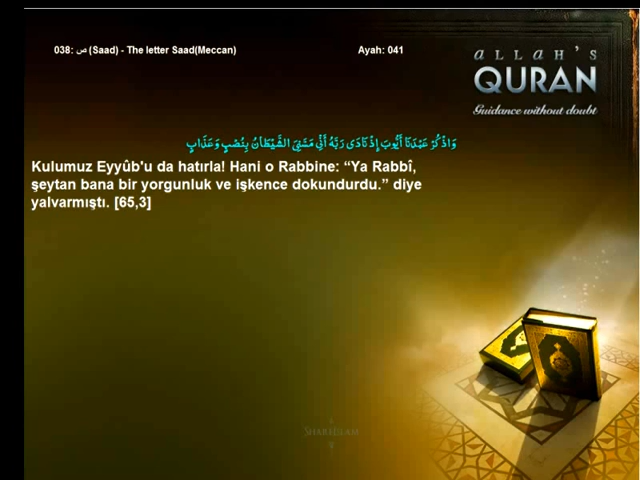 038: ص (Saad) - The letter Saad(Meccan) Ayah: 041
ALLAH'S
QURAN
Guidance without doubt
وَاذْكُرْ عَبْدَنَا أَيُّوبَ إِذْ نَادَى رَبَّهُ أَنِّي مَسَّنِيَ الشَّيْطَانُ بِنُصْبٍ وَعَذَابٍ
Kulumuz Eyyûb'u da hatırla! Hani o Rabbine: “Ya Rabbî,
şeytan bana bir yorgunluk ve işkence dokundurdu.” diye
yalvarmıştı. [65,3]